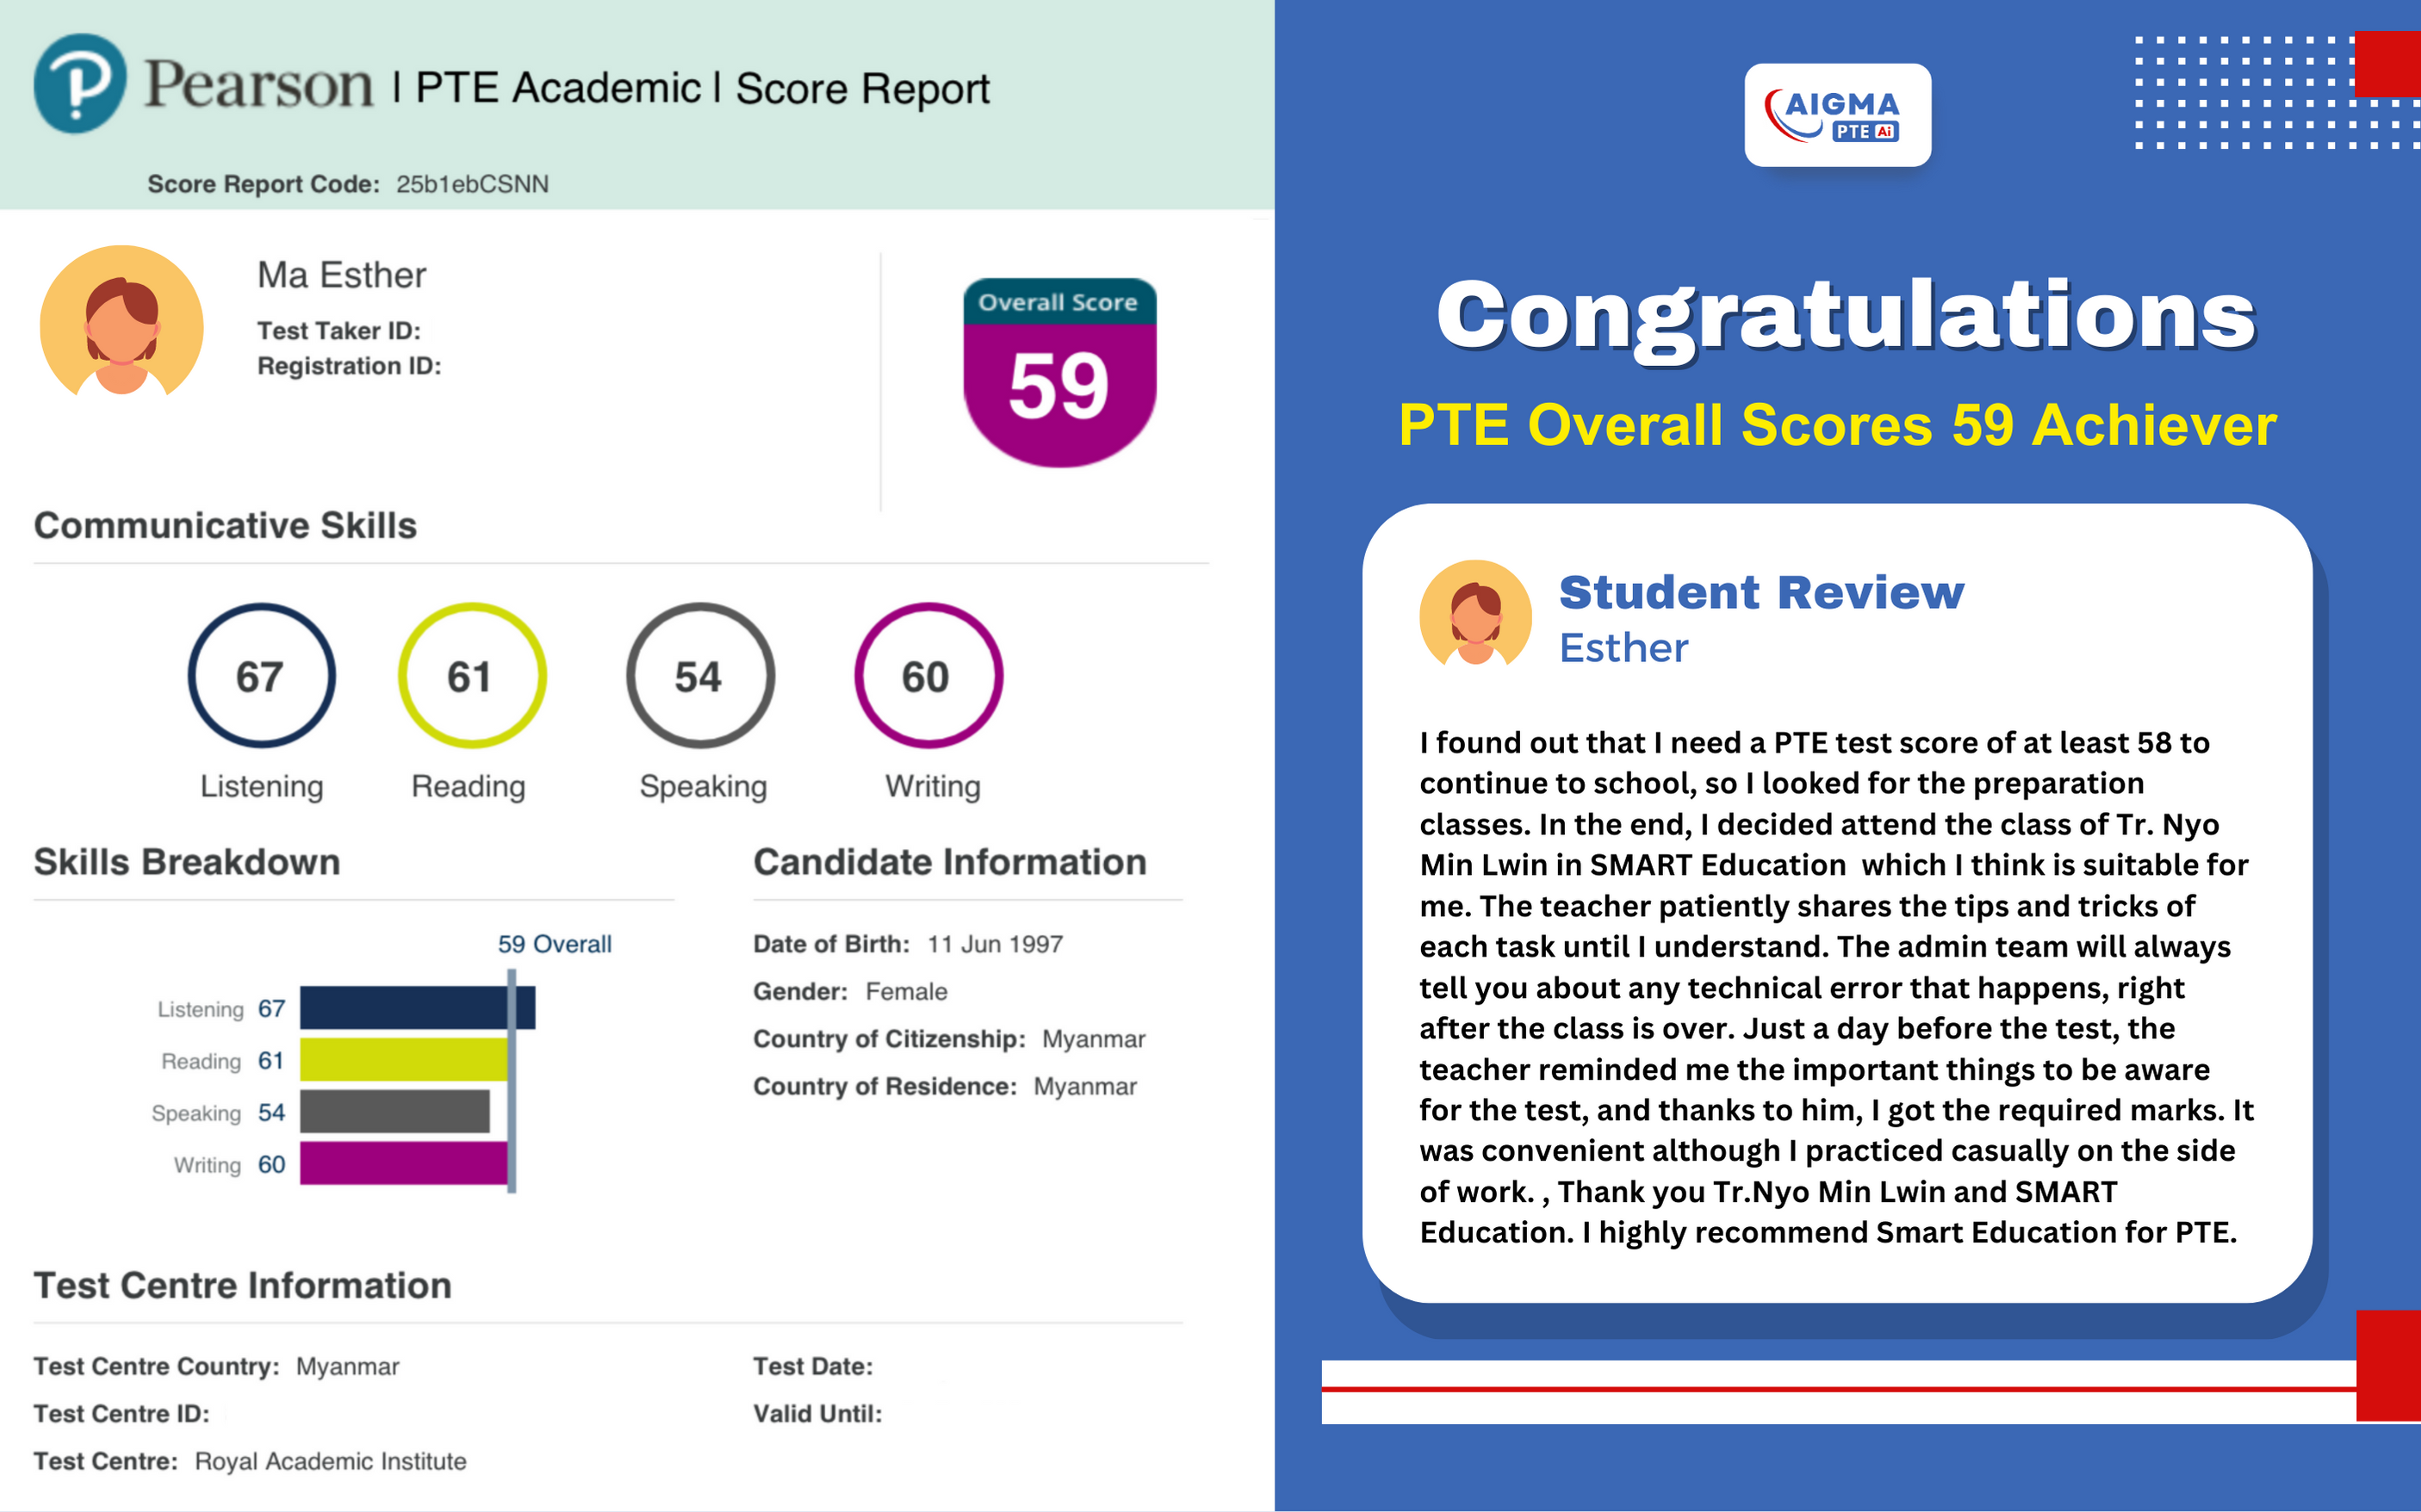 Pearson | PTE Academic | Score Report
Score Report Code: 25b1ebCSNN
Ma Esther
Test Taker ID:
Registration ID:
Overall Score
59
Communicative Skills
67 61 54 60
Listening Reading Speaking Writing
Skills Breakdown
59 Overall
Listening 67
Reading 61
Speaking 54
Writing 60
Candidate Information
Date of Birth: 11 Jun 1997
Gender: Female
Country of Citizenship: Myanmar
Country of Residence: Myanmar
Test Centre Information
Test Centre Country: Myanmar
Test Centre ID:
Test Centre: Royal Academic Institute
Test Date:
Valid Until:
AIGMA
PTE Ai
Congratulations
PTE Overall Scores 59 Achiever
Student Review
Esther
I found out that I need a PTE test score of at least 58 to
continue to school, so I looked for the preparation
classes. In the end, I decided attend the class of Tr. Nyo
Min Lwin in SMART Education which I think is suitable for
me. The teacher patiently shares the tips and tricks of
each task until I understand. The admin team will always
tell you about any technical error that happens, right
after the class is over. Just a day before the test, the
teacher reminded me the important things to be aware
for the test, and thanks to him, I got the required marks. It
was convenient although I practiced casually on the side
of work. , Thank you Tr.Nyo Min Lwin and SMART
Education. I highly recommend Smart Education for PTE.